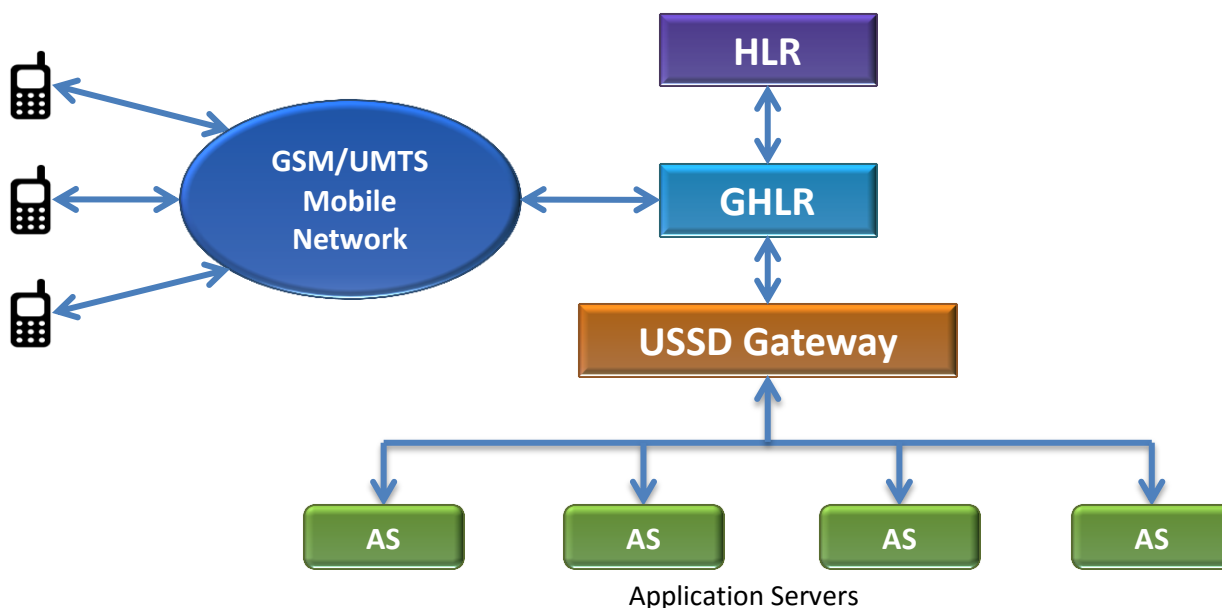 HLR
GSM/UMTS
Mobile
Network
GHLR
USSD Gateway
AS
AS
AS
AS
Application Servers